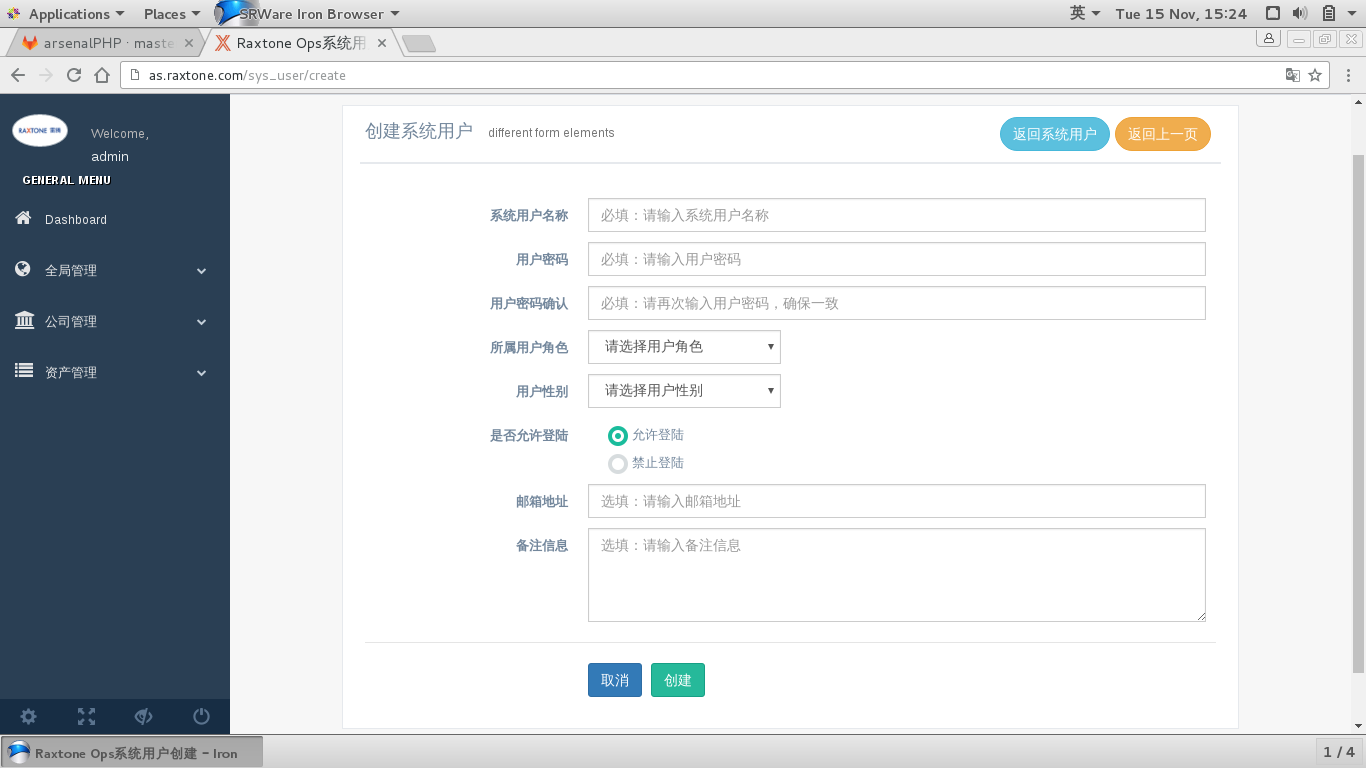 Applications Places SRWare Iron Browser 英 Tue 15 Nov, 15:24
arsenalPHP · maste Raxtone Ops系统用
as.raxtone.com/sys_user/create
RAXTONE
Welcome,
admin
GENERAL MENU
Dashboard
全局管理
公司管理
资产管理
创建系统用户 different form elements 返回系统用户 返回上一页
系统用户名称 必填：请输入系统用户名称
用户密码 必填：请输入用户密码
用户密码确认 必填：请再次输入用户密码，确保一致
所属用户角色 请选择用户角色
用户性别 请选择用户性别
是否允许登陆 允许登陆
禁止登陆
邮箱地址 选填：请输入邮箱地址
备注信息 选填：请输入备注信息
取消 创建
Raxtone Ops系统用户创建 - Iron 1 / 4